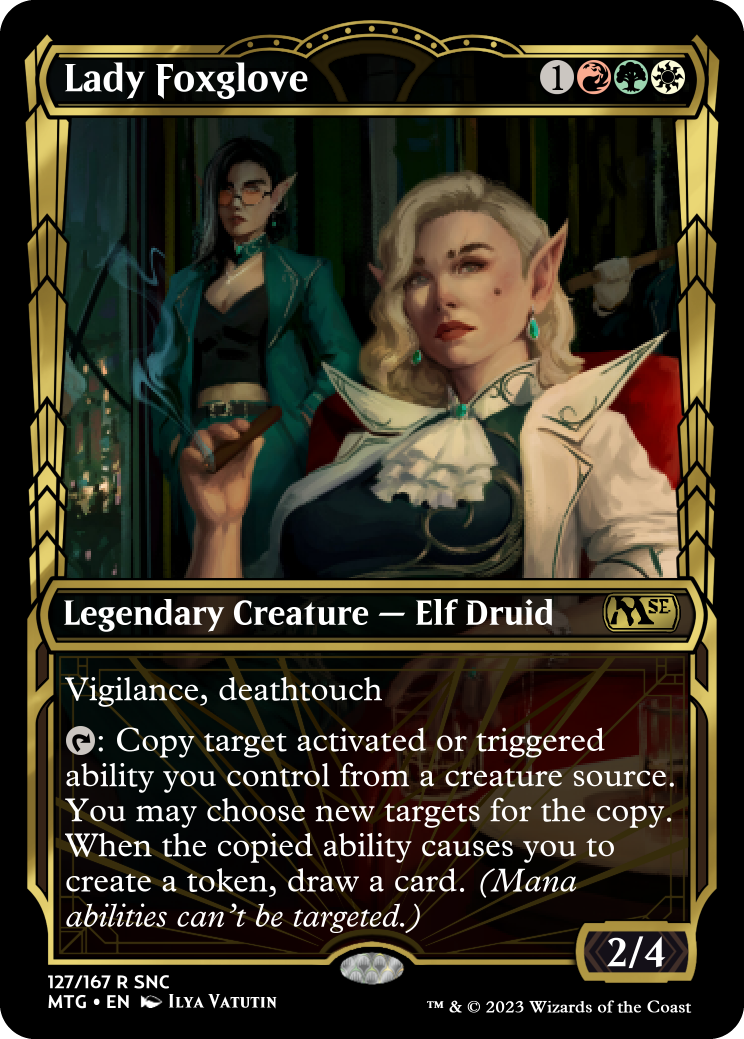 Lady Foxglove 1
Legendary Creature — Elf Druid MSE
Vigilance, deathtouch
: Copy target activated or triggered
ability you control from a creature source.
You may choose new targets for the copy.
When the copied ability causes you to
create a token, draw a card. (Mana
abilities can't be targeted.)
2/4
127/167 R SNC
MTG • EN Ilya Vatutin
™ & © 2023 Wizards of the Coast